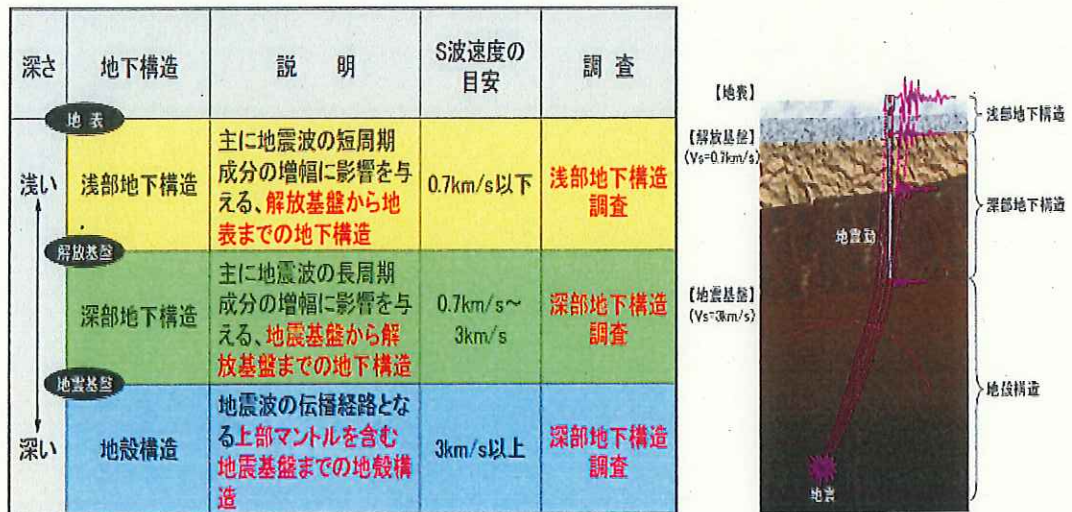 深さ
地下構造
説 明
S波速度の
目安
調 査
地 表
浅い
浅部地下構造
主に地震波の短周期
成分の増幅に影響を与
える、解放基盤から地
表までの地下構造
0.7km/s以下
浅部地下構造
調査
解放基盤
深部地下構造
主に地震波の長周期
成分の増幅に影響を与
える、地震基盤から解
放基盤までの地下構造
0.7km/s～
3km/s
深部地下構造
調査
地震基盤
深い
地殻構造
地震波の伝播経路とな
る上部マントルを含む
地震基盤までの地殻構
造
3km/s以上
深部地下構造
調査
【地表】
【解放基盤】
(Vs=0.7km/s)
【地震基盤】
(Vs=3km/s)
地震動
地震
浅部地下構造
深部地下構造
地殻構造